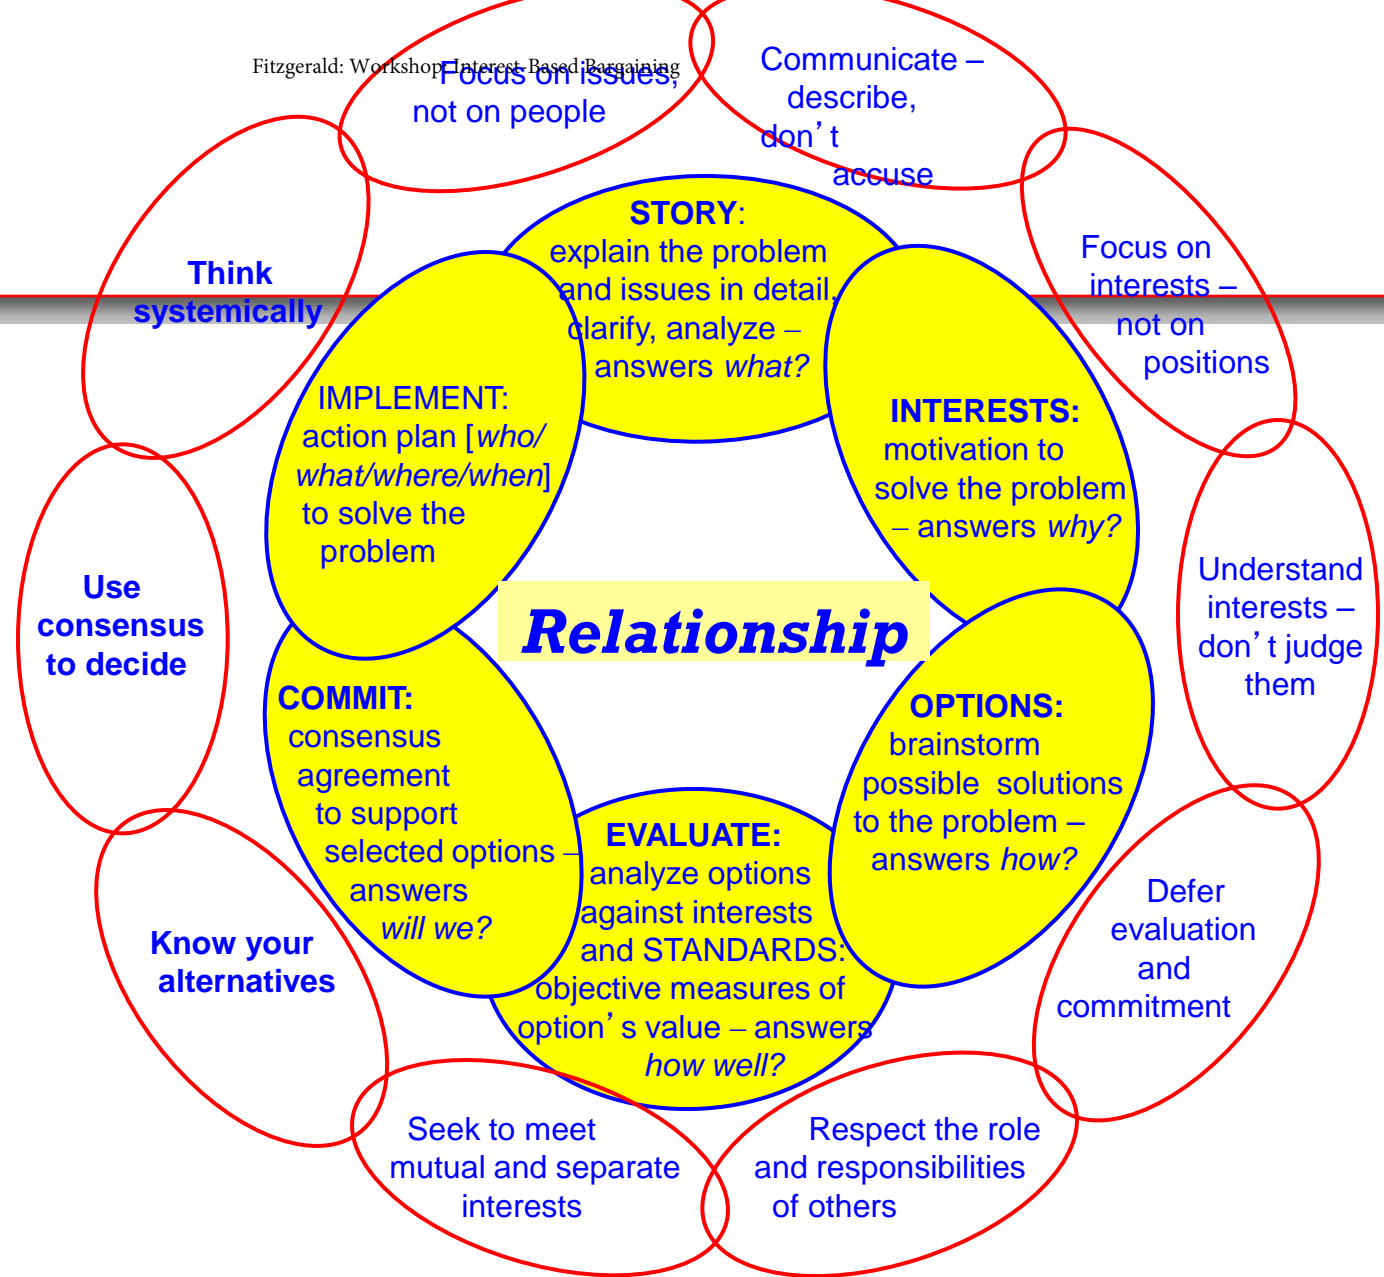 Fitzgerald: Workshop: Interest-Based Bargaining
Focus on issues,
not on people
Communicate –
describe,
don’t
accuse
Focus on
interests –
not on
positions
Understand
interests –
don’t judge
them
Defer
evaluation
and
commitment
Respect the role
and responsibilities
of others
Seek to meet
mutual and separate
interests
Know your
alternatives
Use
consensus
to decide
Think
systemically
STORY:
explain the problem
and issues in detail,
clarify, analyze –
answers what?
INTERESTS:
motivation to
solve the problem
– answers why?
OPTIONS:
brainstorm
possible solutions
to the problem –
answers how?
EVALUATE:
analyze options
against interests
and STANDARDS:
objective measures of
option’s value – answers
how well?
COMMIT:
consensus
agreement
to support
selected options –
answers
will we?
IMPLEMENT:
action plan [who/
what/where/when]
to solve the
problem
Relationship